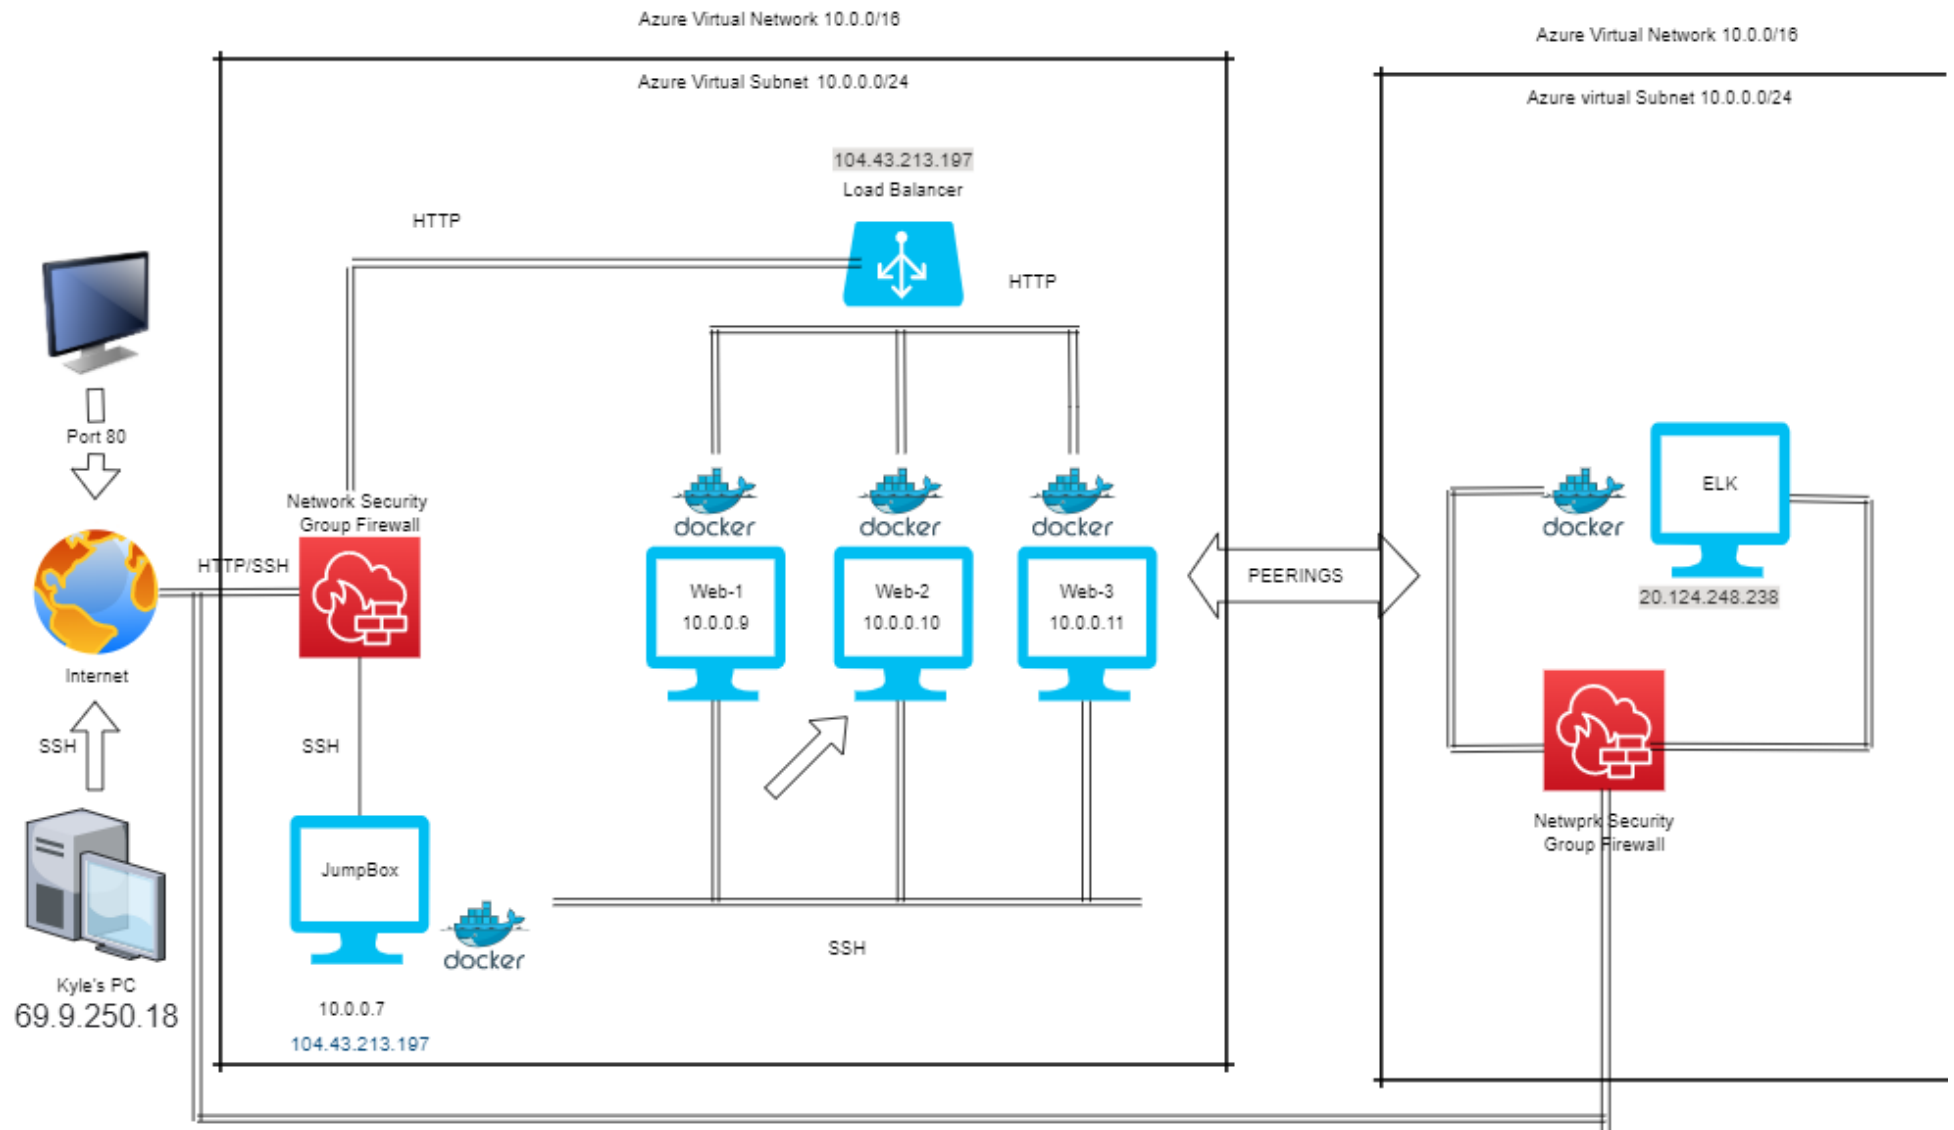 Azure Virtual Network 10.0.0/16
Azure Virtual Network 10.0.0/16
Azure Virtual Subnet 10.0.0.0/24
Azure virtual Subnet 10.0.0.0/24
104.43.213.197
Load Balancer
HTTP
HTTP
Port 80
Network Security
Group Firewall
docker
docker
docker
docker
ELK
HTTP/SSH
Web-1
10.0.0.9
Web-2
10.0.0.10
Web-3
10.0.0.11
PEERINGS
20.124.248.238
Internet
SSH
SSH
Netwprk Security
Group Firewall
JumpBox
docker
SSH
Kyle's PC
69.9.250.18
10.0.0.7
104.43.213.197